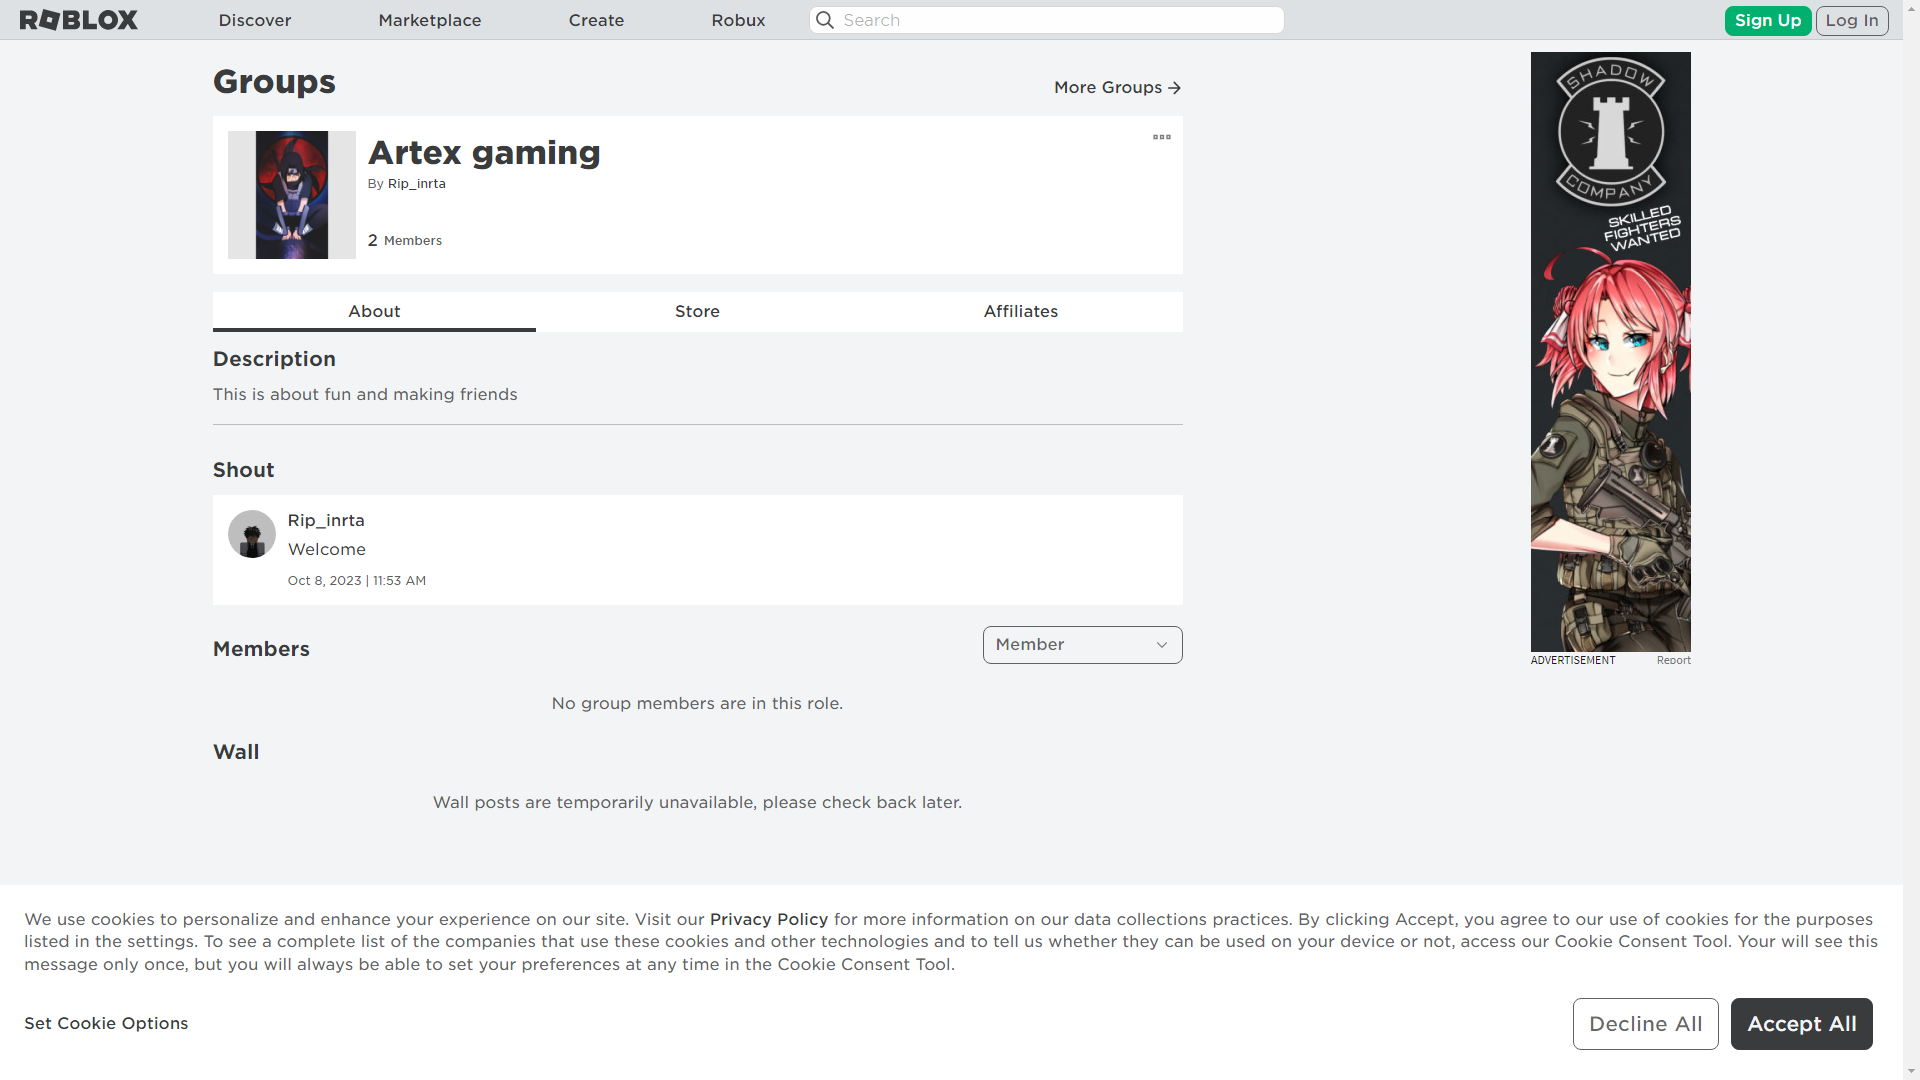 ROBLOX
Discover
Marketplace
Create
Robux
Search
Sign Up
Log In
Groups
More Groups
Artex gaming
By Rip_inrta
2 Members
About
Store
Affiliates
Description
This is about fun and making friends
Shout
Rip_inrta
Welcome
Oct 8, 2023 | 11:53 AM
Members
Member
No group members are in this role.
Wall
Wall posts are temporarily unavailable, please check back later.
SHADOW
COMPANY
SKILLED
FIGHTERS
WANTED
ADVERTISEMENT
Report
We use cookies to personalize and enhance your experience on our site. Visit our Privacy Policy for more information on our data collections practices. By clicking Accept, you agree to our use of cookies for the purposes
listed in the settings. To see a complete list of the companies that use these cookies and other technologies and to tell us whether they can be used on your device or not, access our Cookie Consent Tool. Your will see this
message only once, but you will always be able to set your preferences at any time in the Cookie Consent Tool.
Set Cookie Options
Decline All
Accept All